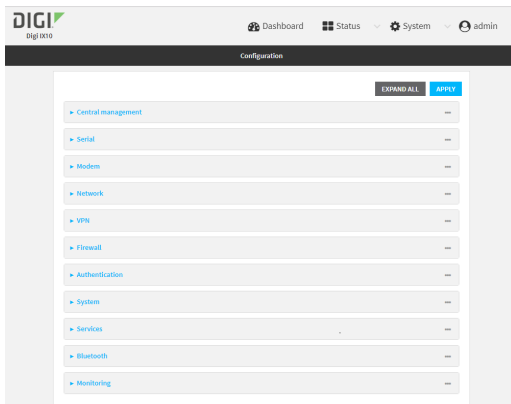 DIGI
Digi IX10
Dashboard Status System admin
Configuration
EXPAND ALL APPLY
Central management
Serial
Modem
Network
VPN
Firewall
Authentication
System
Services
Bluetooth
Monitoring